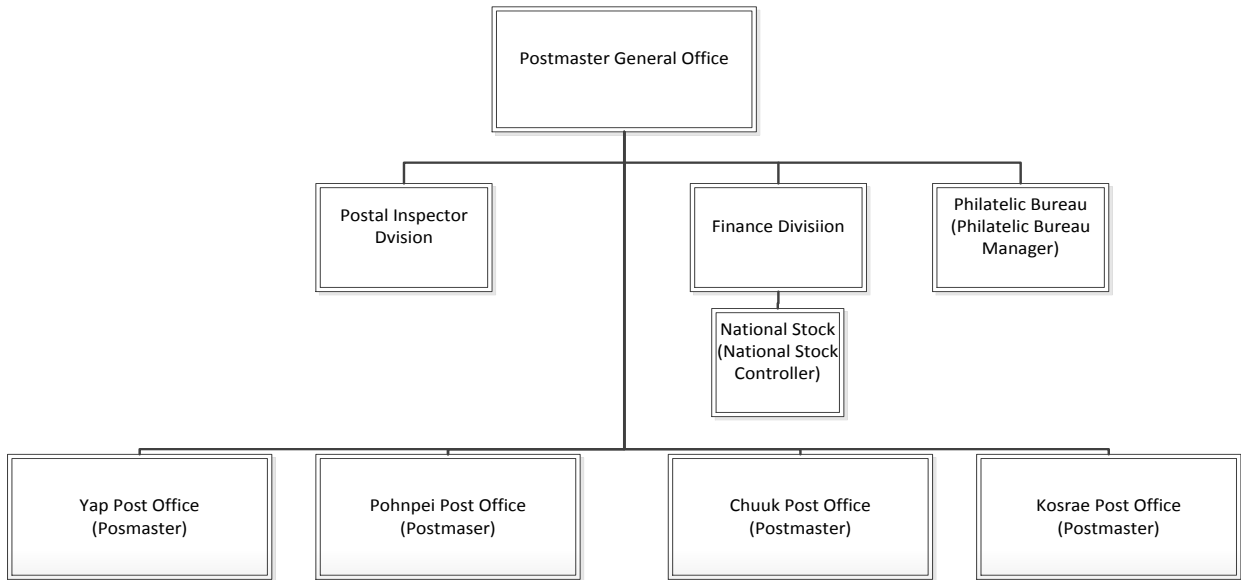 Postmaster General Office
Postal Inspector
Dvision
Finance Divisiion
Philatelic Bureau
(Philatelic Bureau
Manager)
National Stock
(National Stock
Controller)
Yap Post Office
(Posmaster)
Pohnpei Post Office
(Postmaser)
Chuuk Post Office
(Postmaster)
Kosrae Post Office
(Postmaster)